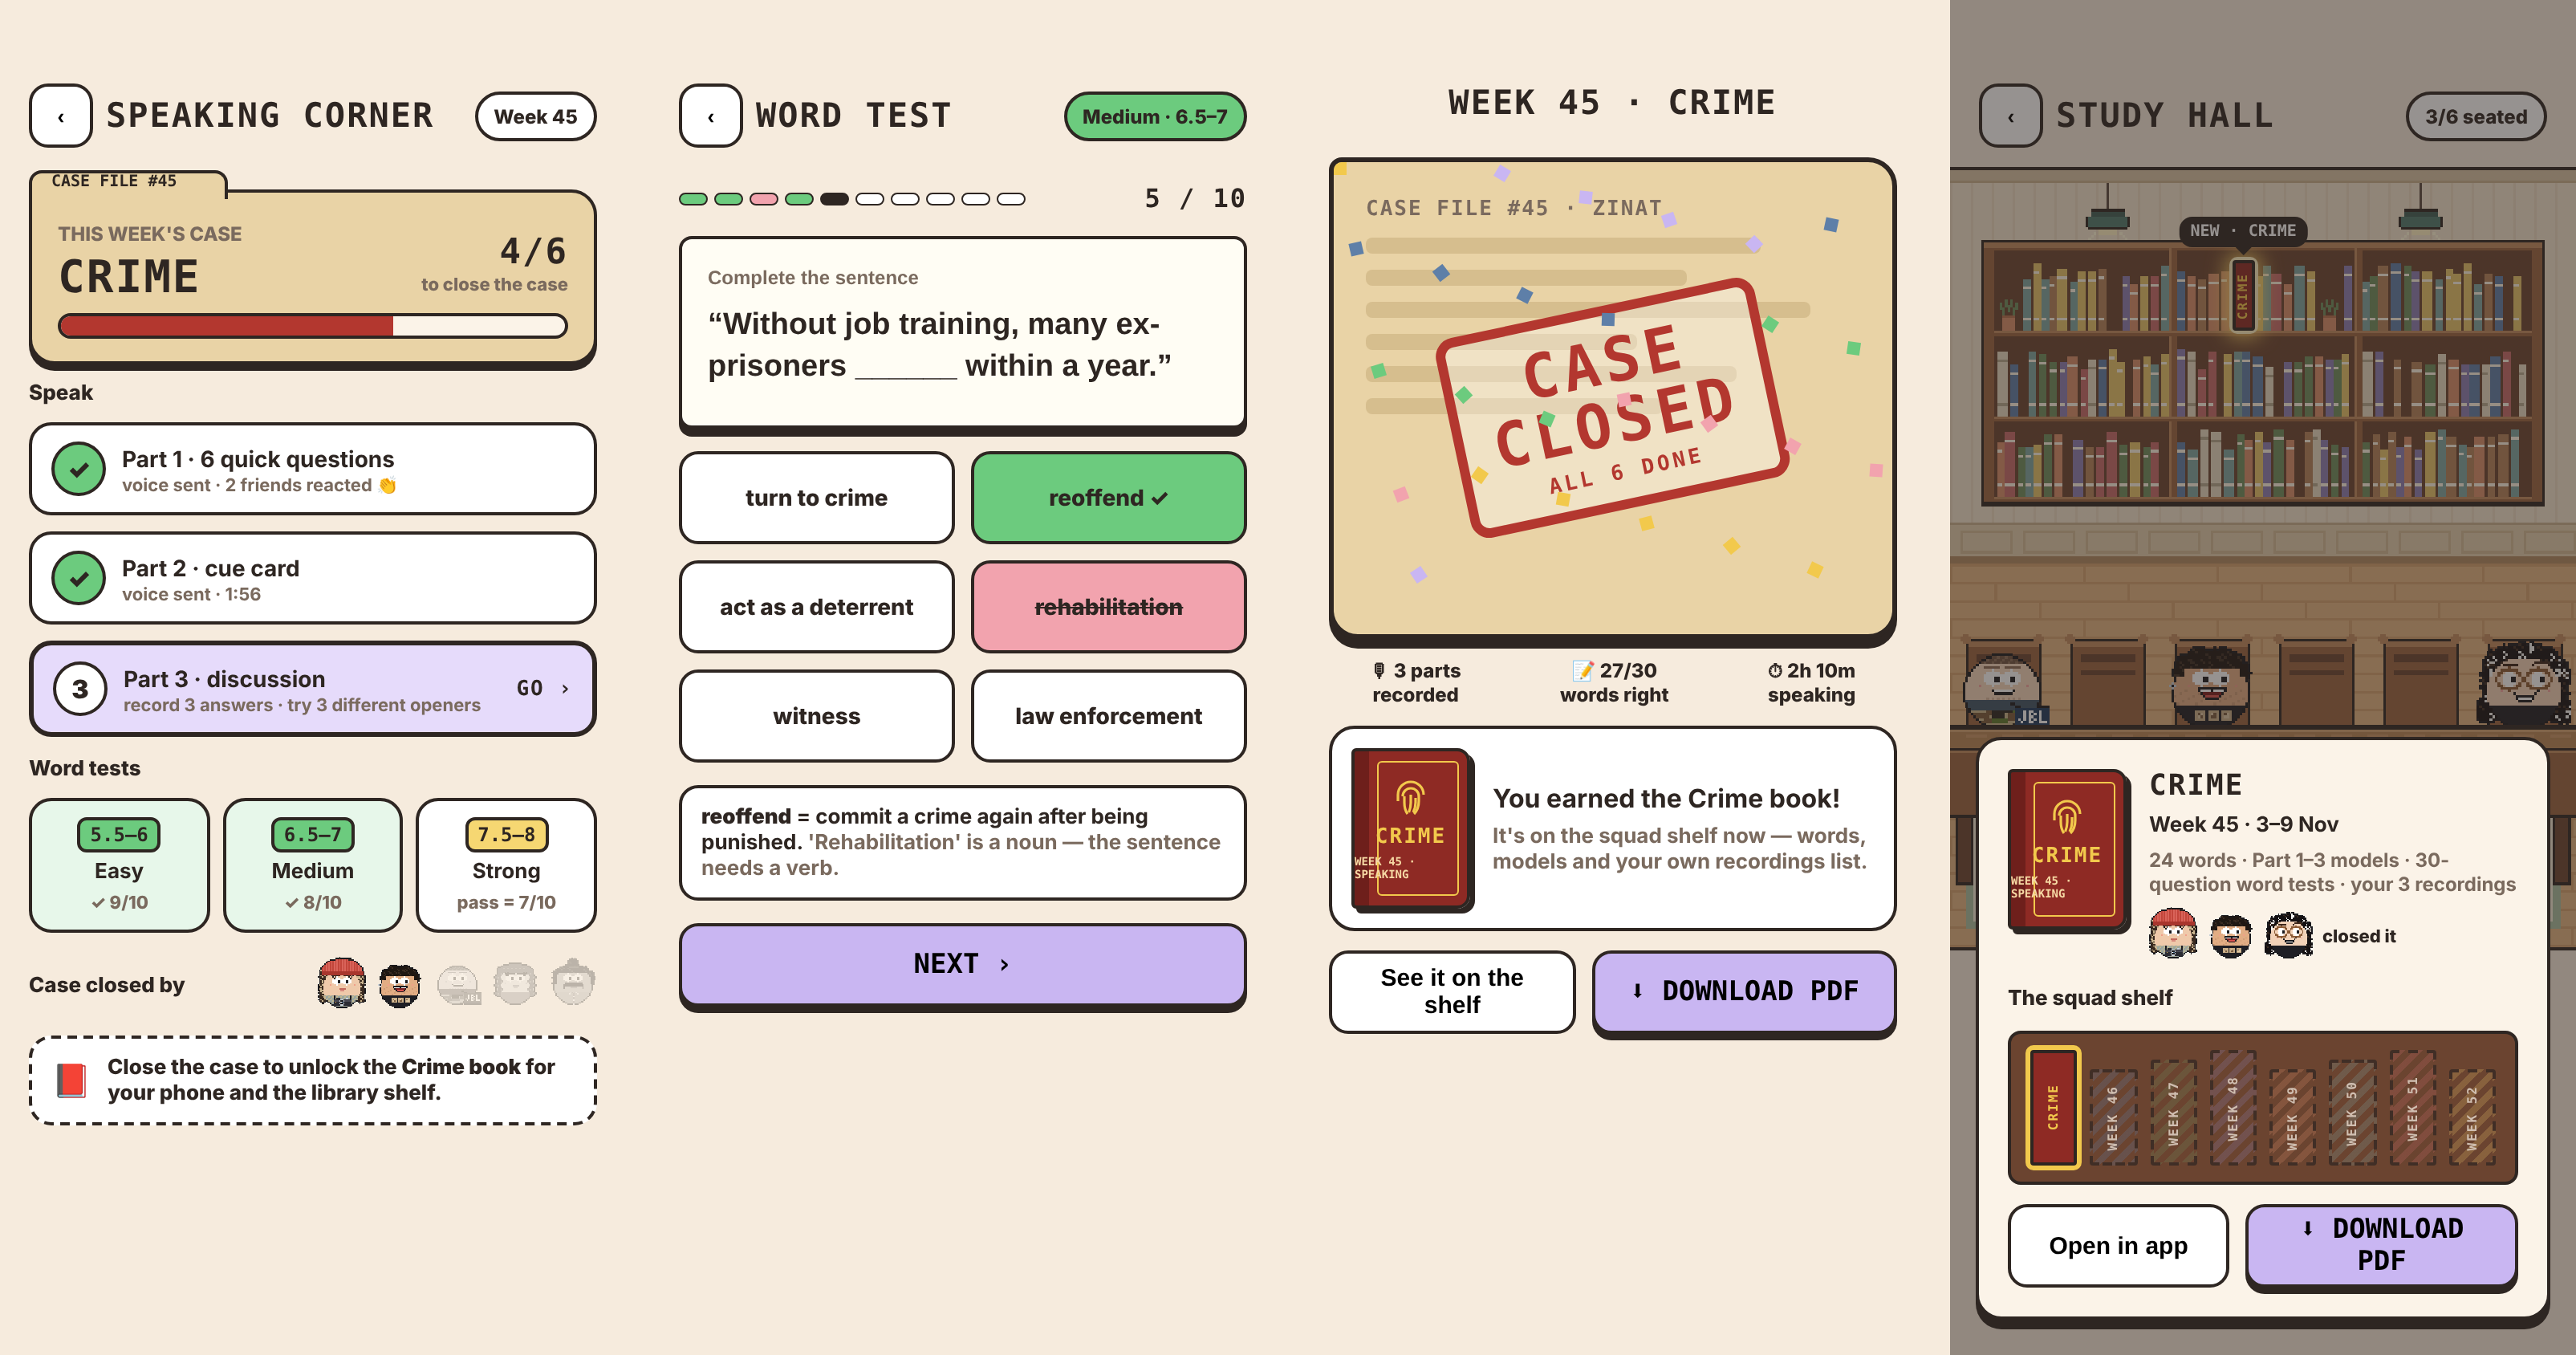 ‹ SPEAKING CORNER Week 45
CASE FILE #45
THIS WEEK'S CASE
CRIME
4/6
to close the case
Speak
✓ Part 1 · 6 quick questions
voice sent · 2 friends reacted 👏
✓ Part 2 · cue card
voice sent · 1:56
3 Part 3 · discussion
record 3 answers · try 3 different openers
GO ›
Word tests
5.5–6
Easy
✓ 9/10
6.5–7
Medium
✓ 8/10
7.5–8
Strong
pass = 7/10
Case closed by
JBL
Close the case to unlock the Crime book for
your phone and the library shelf.
‹ WORD TEST Medium · 6.5–7
5 / 10
Complete the sentence
“Without job training, many ex-
prisoners ______ within a year.”
turn to crime
reoffend ✓
act as a deterrent
rehabilitation
witness
law enforcement
reoffend = commit a crime again after being
punished. 'Rehabilitation' is a noun — the sentence
needs a verb.
NEXT ›
WEEK 45 · CRIME
CASE FILE #45 · ZINAT
CASE
CLOSED
ALL 6 DONE
🎙 3 parts
recorded
📝 27/30
words right
⏱ 2h 10m
speaking
CRIME
WEEK 45 ·
SPEAKING
You earned the Crime book!
It's on the squad shelf now — words,
models and your own recordings list.
See it on the
shelf
⬇ DOWNLOAD PDF
‹ STUDY HALL 3/6 seated
NEW · CRIME
CRIME
JBL
CRIME
WEEK 45 ·
SPEAKING
CRIME
Week 45 · 3–9 Nov
24 words · Part 1–3 models · 30-
question word tests · your 3 recordings
closed it
The squad shelf
CRIME
WEEK 46
WEEK 47
WEEK 48
WEEK 49
WEEK 50
WEEK 51
WEEK 52
Open in app
⬇ DOWNLOAD
PDF